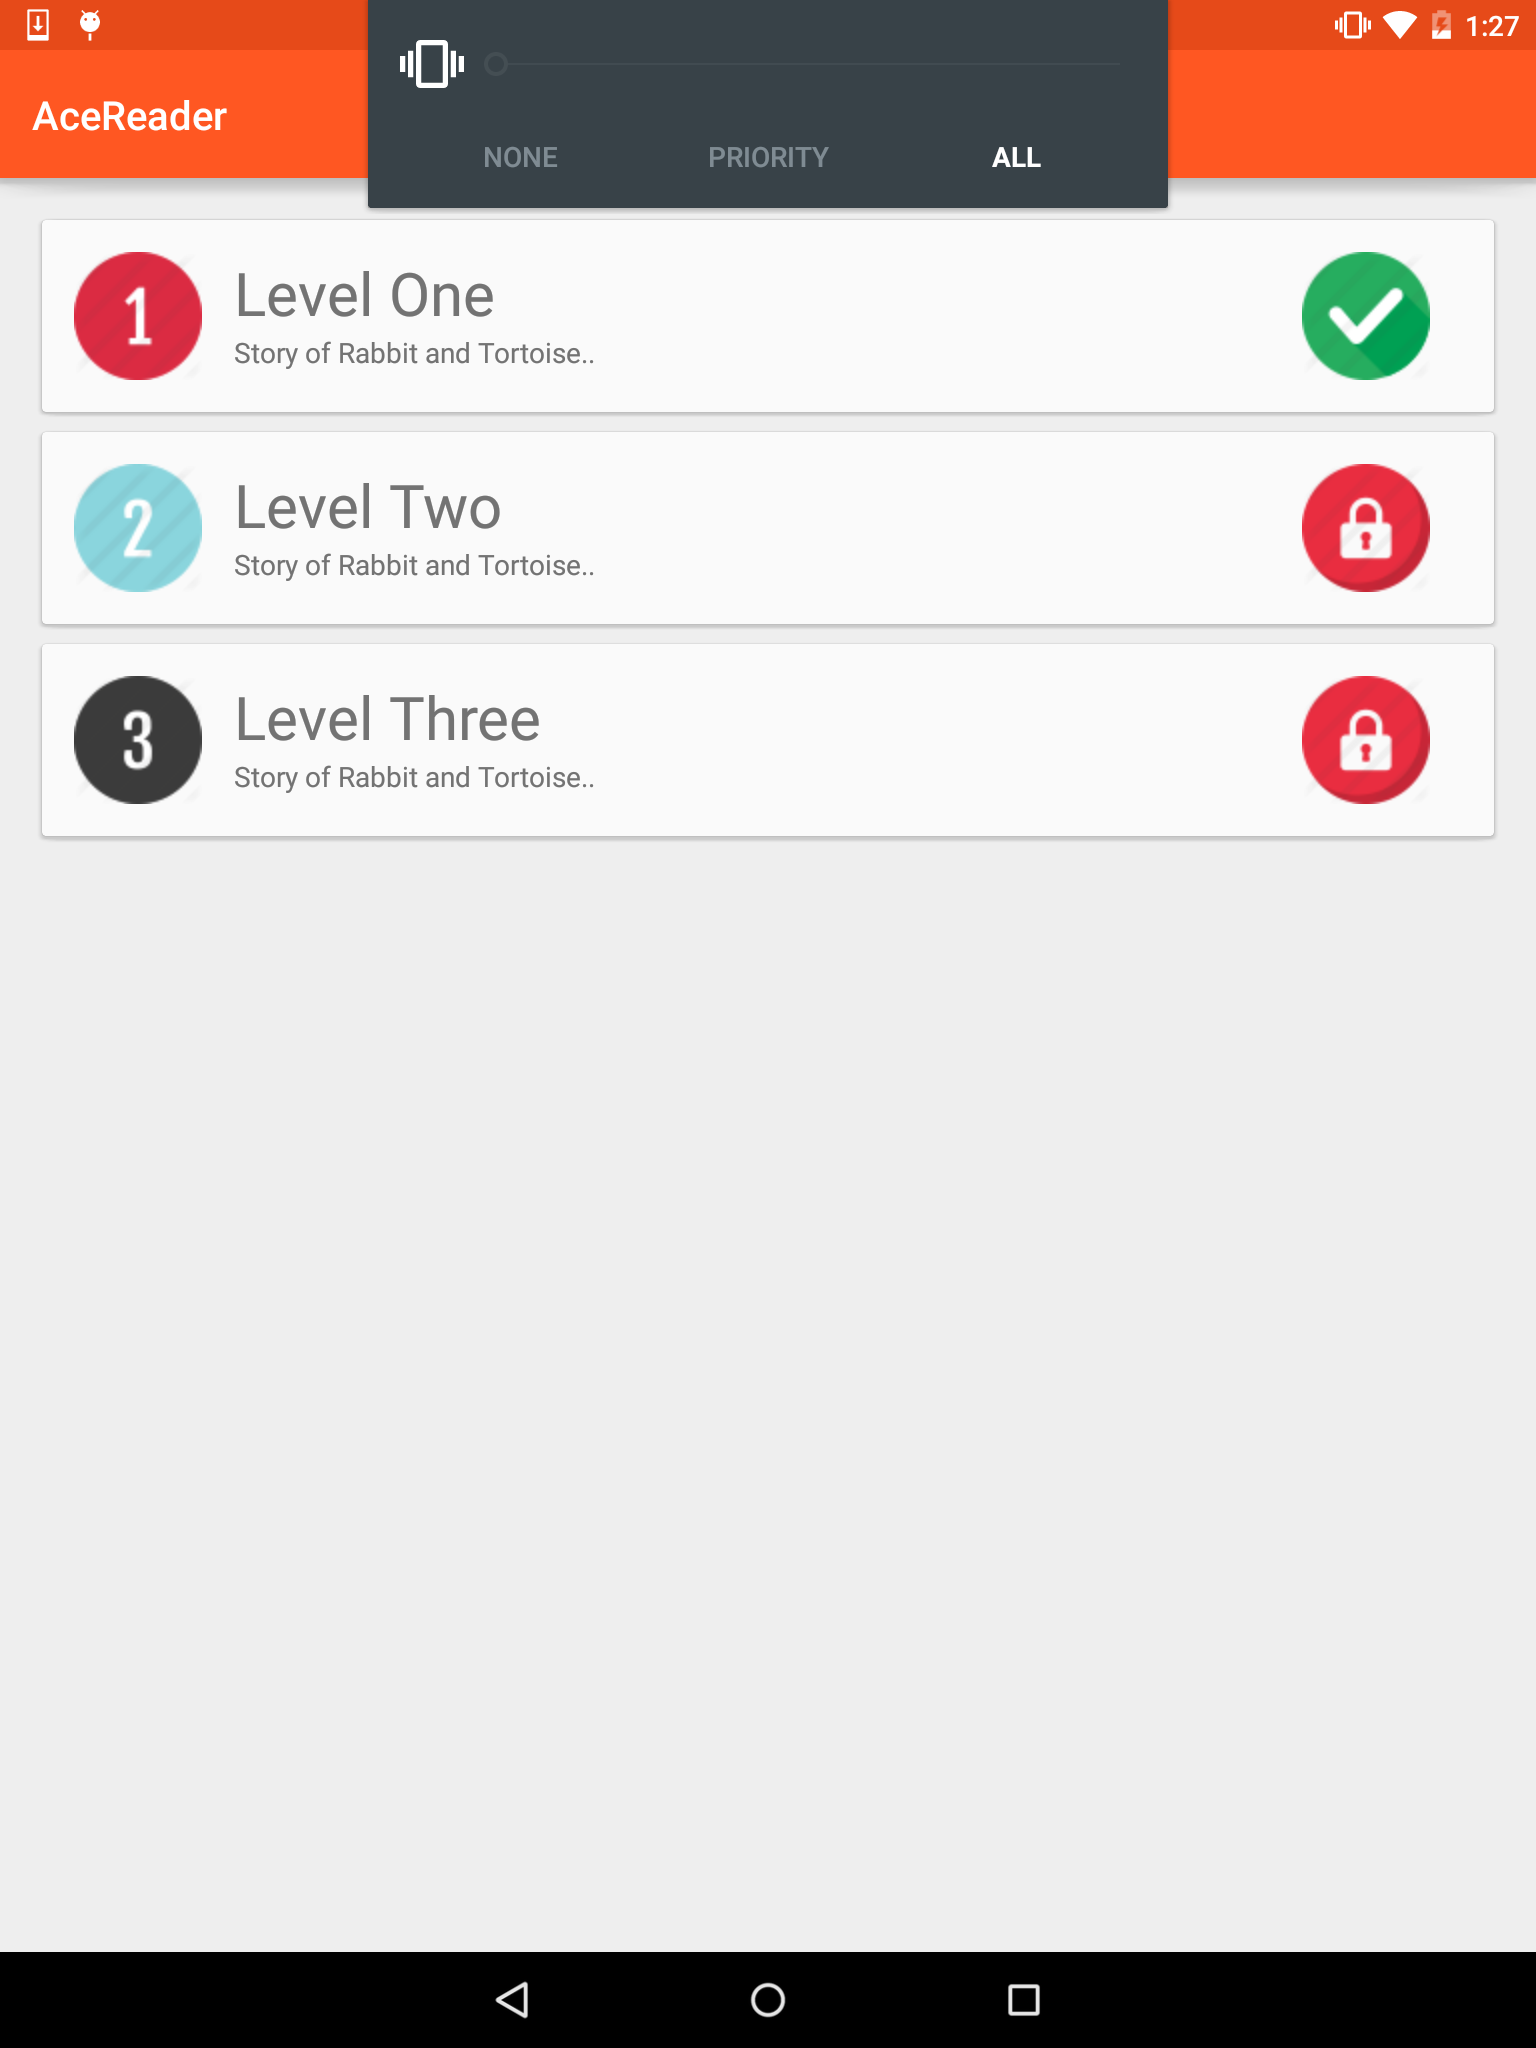 1:27
AceReader
NONE PRIORITY ALL
1 Level One
Story of Rabbit and Tortoise..
2 Level Two
Story of Rabbit and Tortoise..
3 Level Three
Story of Rabbit and Tortoise..